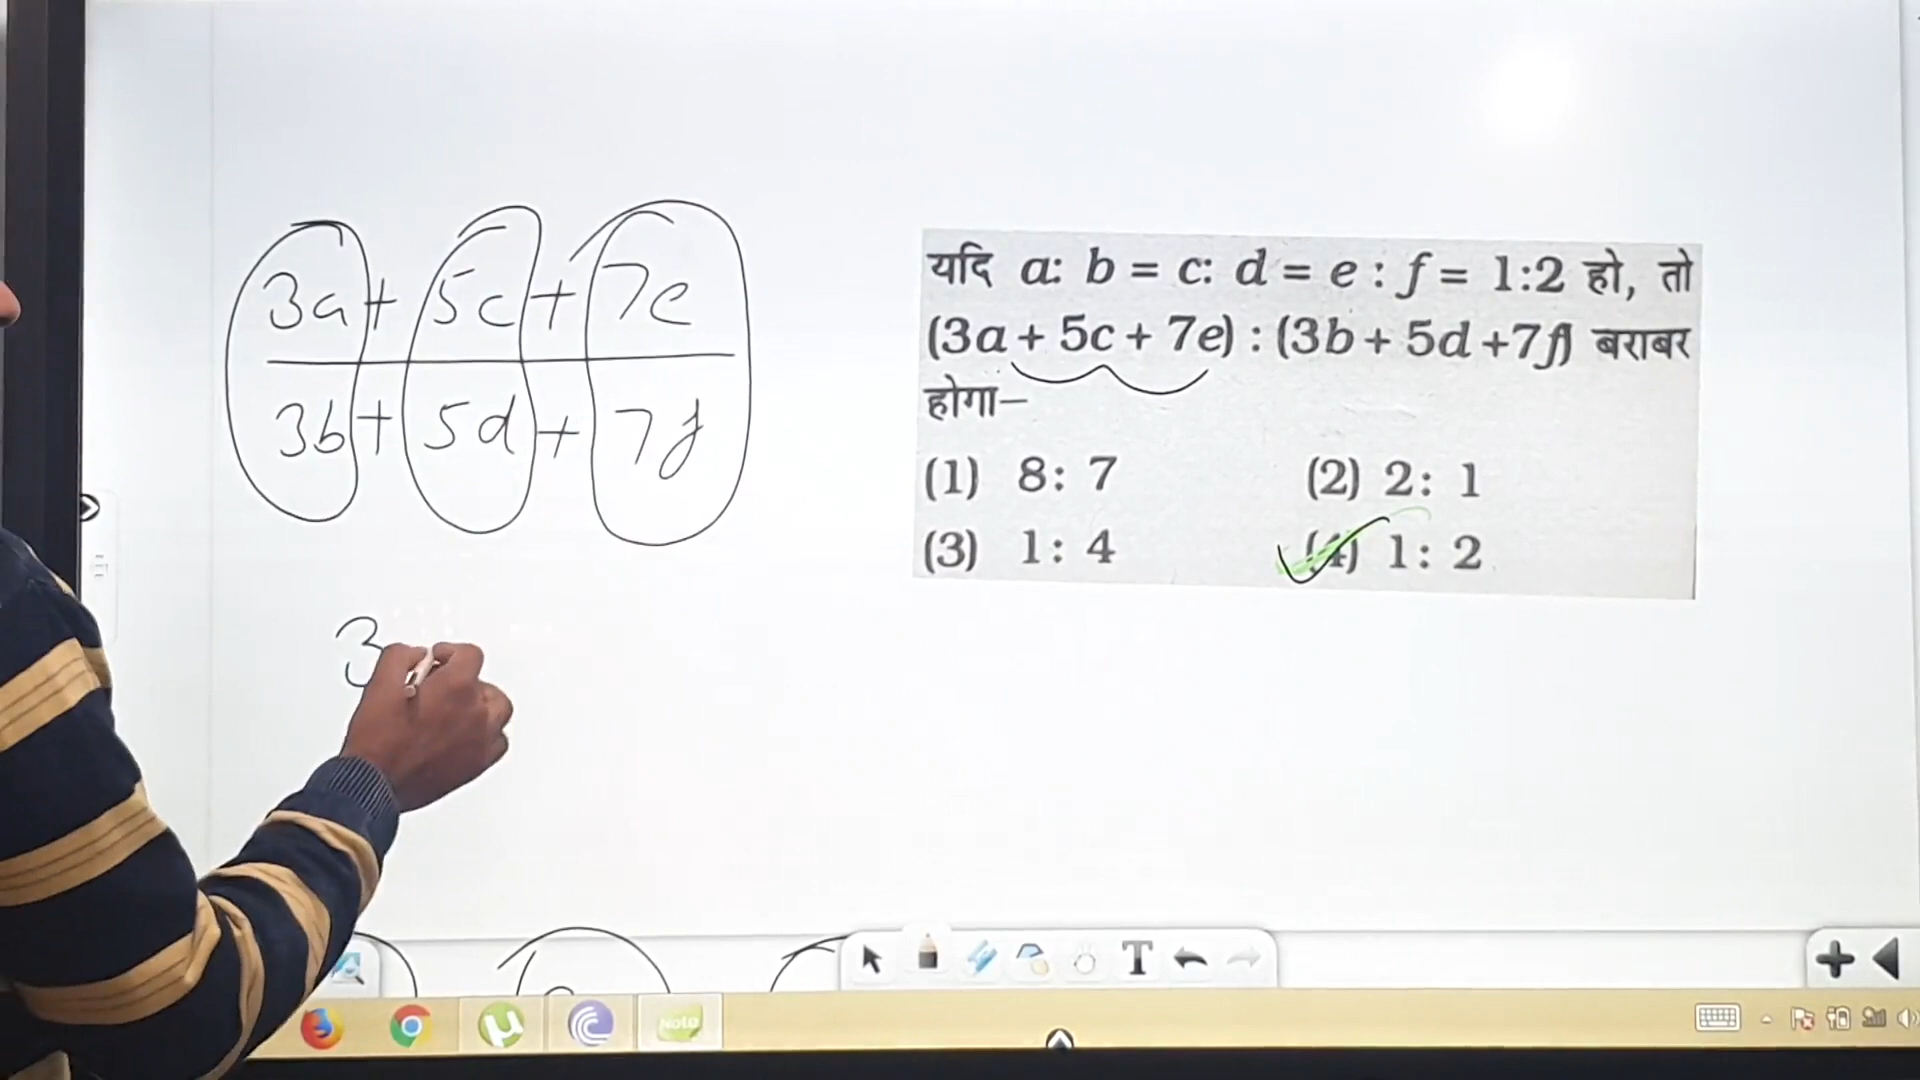 3a + 5c + 7e
3b + 5d + 7f
3
यदि a: b = c: d = e : f = 1:2 हो, तो
(3a + 5c + 7e) : (3b + 5d +7f) बराबर
होगा–
(1) 8: 7 (2) 2: 1
(3) 1: 4 (4) 1: 2
T
Note